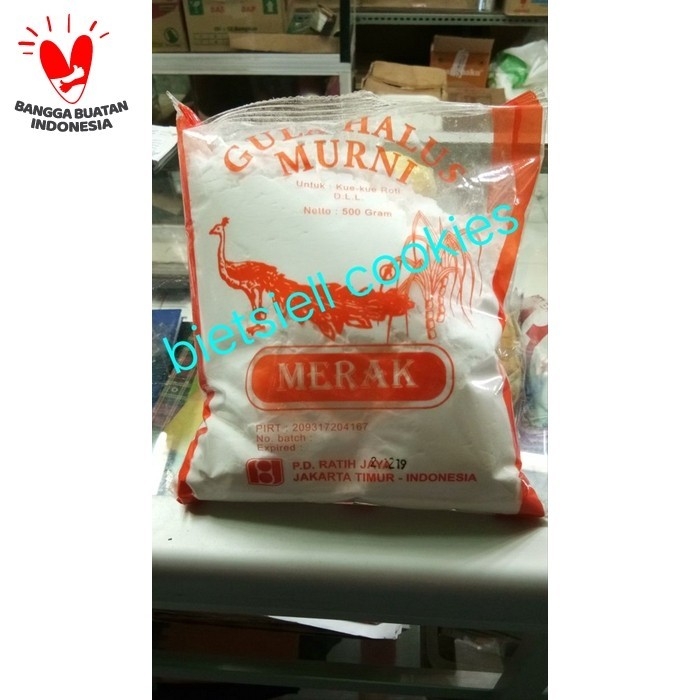 BANGGA BUATAN
INDONESIA
GULA HALUS
MURNI
Untuk : Kue-kue Roti
D.L.L.
Netto : 500 Gram
bietsiell cookies
MERAK
PIRT : 209317204167
No. batch :
Expired :
P.D. RATIH JAYA
JAKARTA TIMUR - INDONESIA